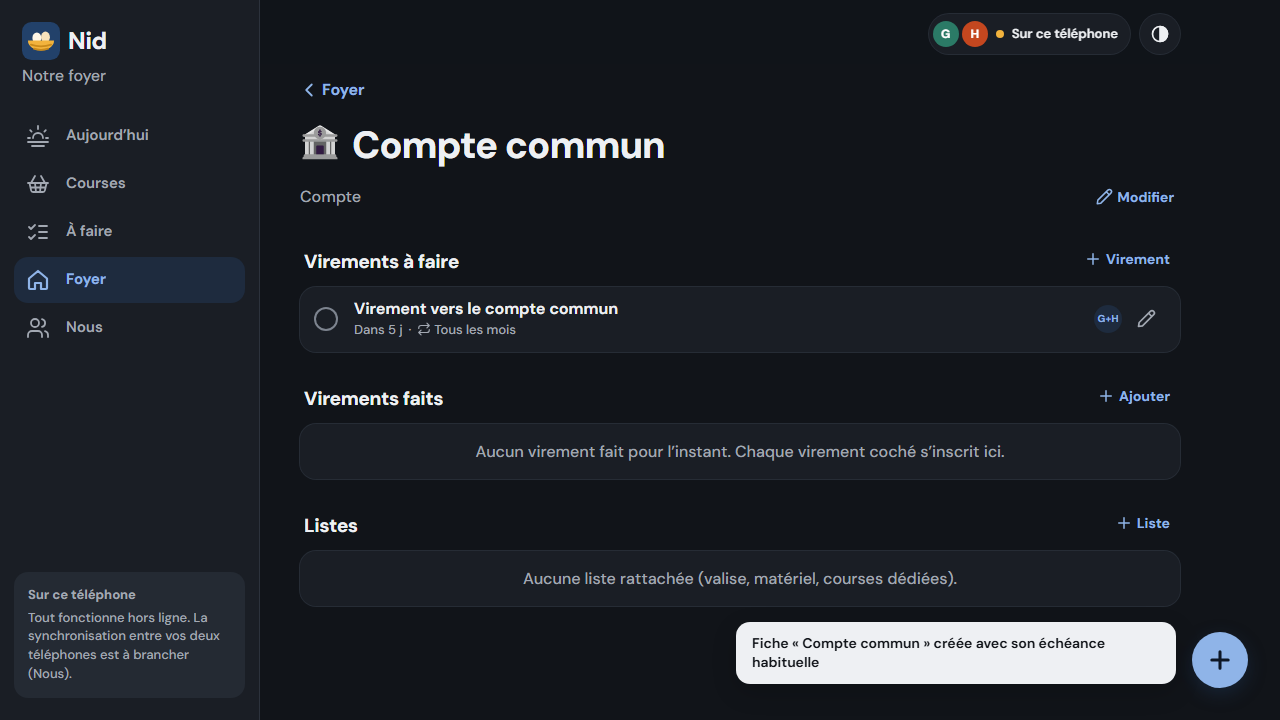 Nid
Notre foyer
Aujourd’hui
Courses
À faire
Foyer
Nous
Sur ce téléphone
Tout fonctionne hors ligne. La
synchronisation entre vos deux
téléphones est à brancher
(Nous).
G H Sur ce téléphone
Foyer
Compte commun
Compte
Modifier
Virements à faire
Virement
Virement vers le compte commun
Dans 5 j · Tous les mois
G+H
Virements faits
Ajouter
Aucun virement fait pour l’instant. Chaque virement coché s’inscrit ici.
Listes
Liste
Aucune liste rattachée (valise, matériel, courses dédiées).
Fiche « Compte commun » créée avec son échéance
habituelle